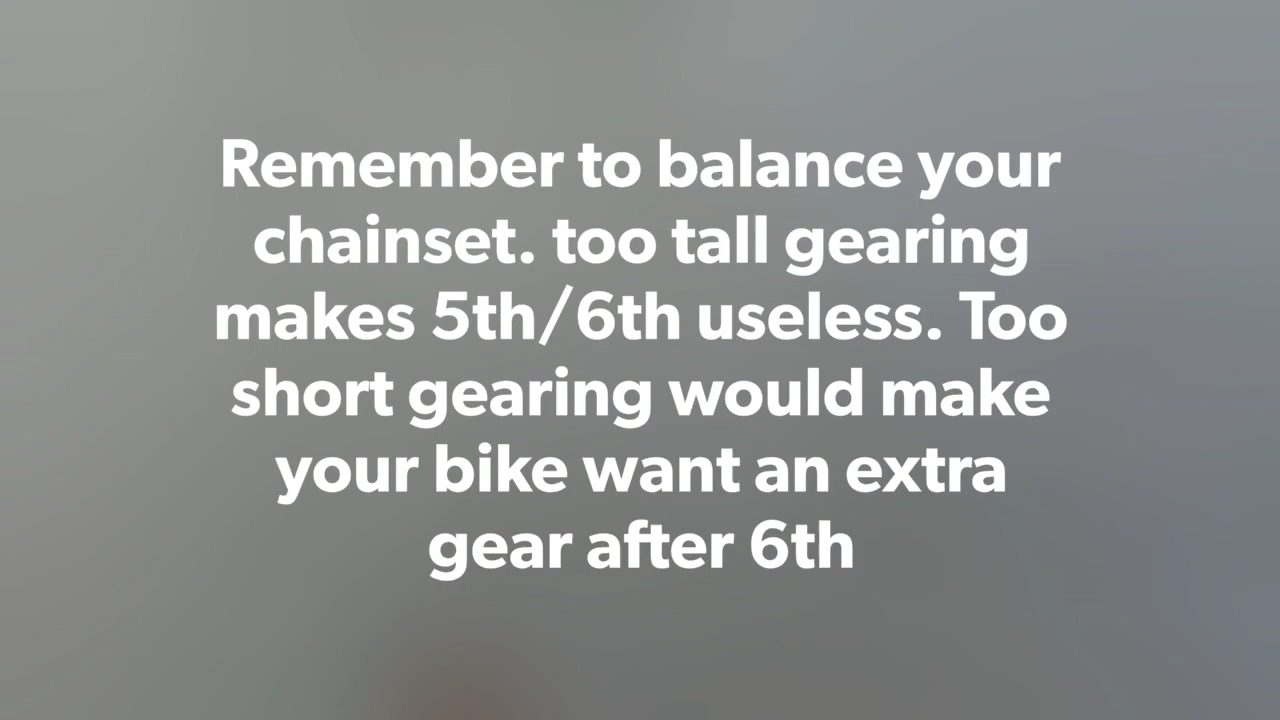 Remember to balance your
chainset. too tall gearing
makes 5th/6th useless. Too
short gearing would make
your bike want an extra
gear after 6th